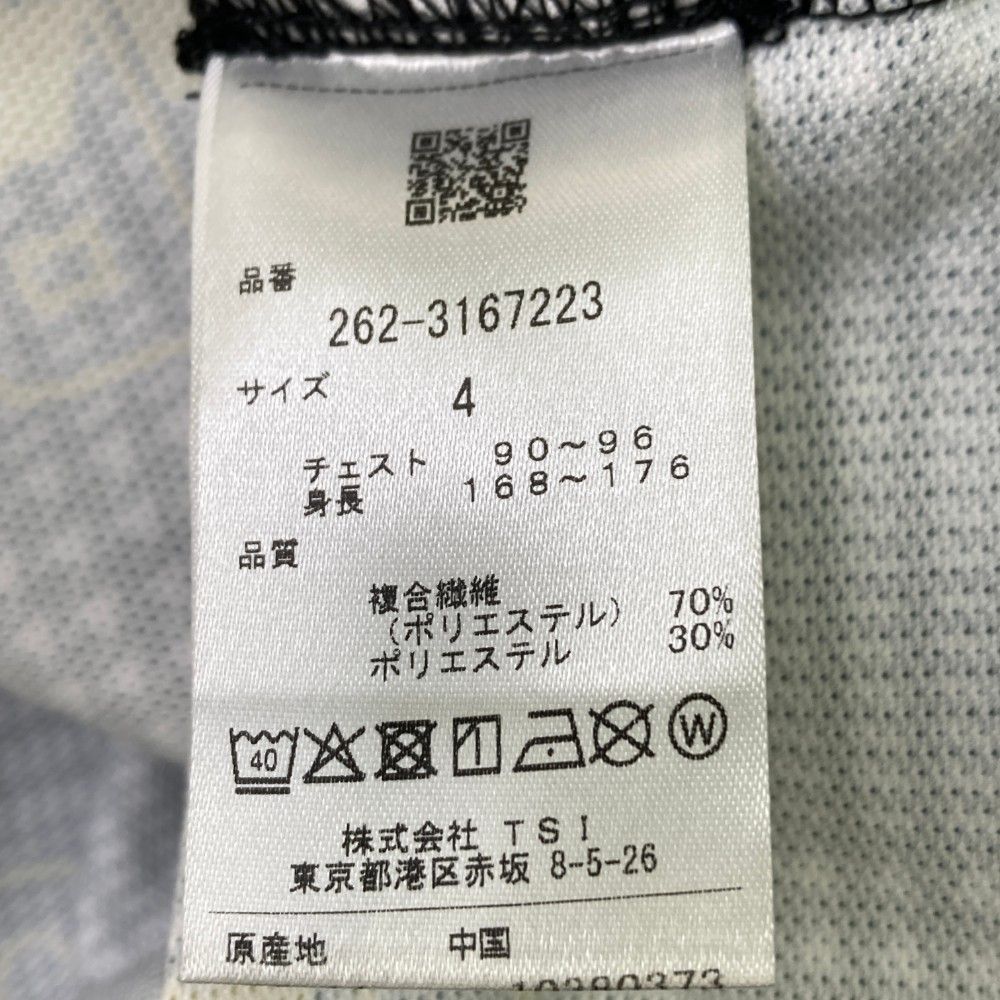 品番
262-3167223
サイズ 4
チェスト 90~96
身長 168~176
品質
複合繊維 70%
(ポリエステル)
ポリエステル 30%
40
W
株式会社 TSI
東京都港区赤坂 8-5-26
原産地 中国
10280373